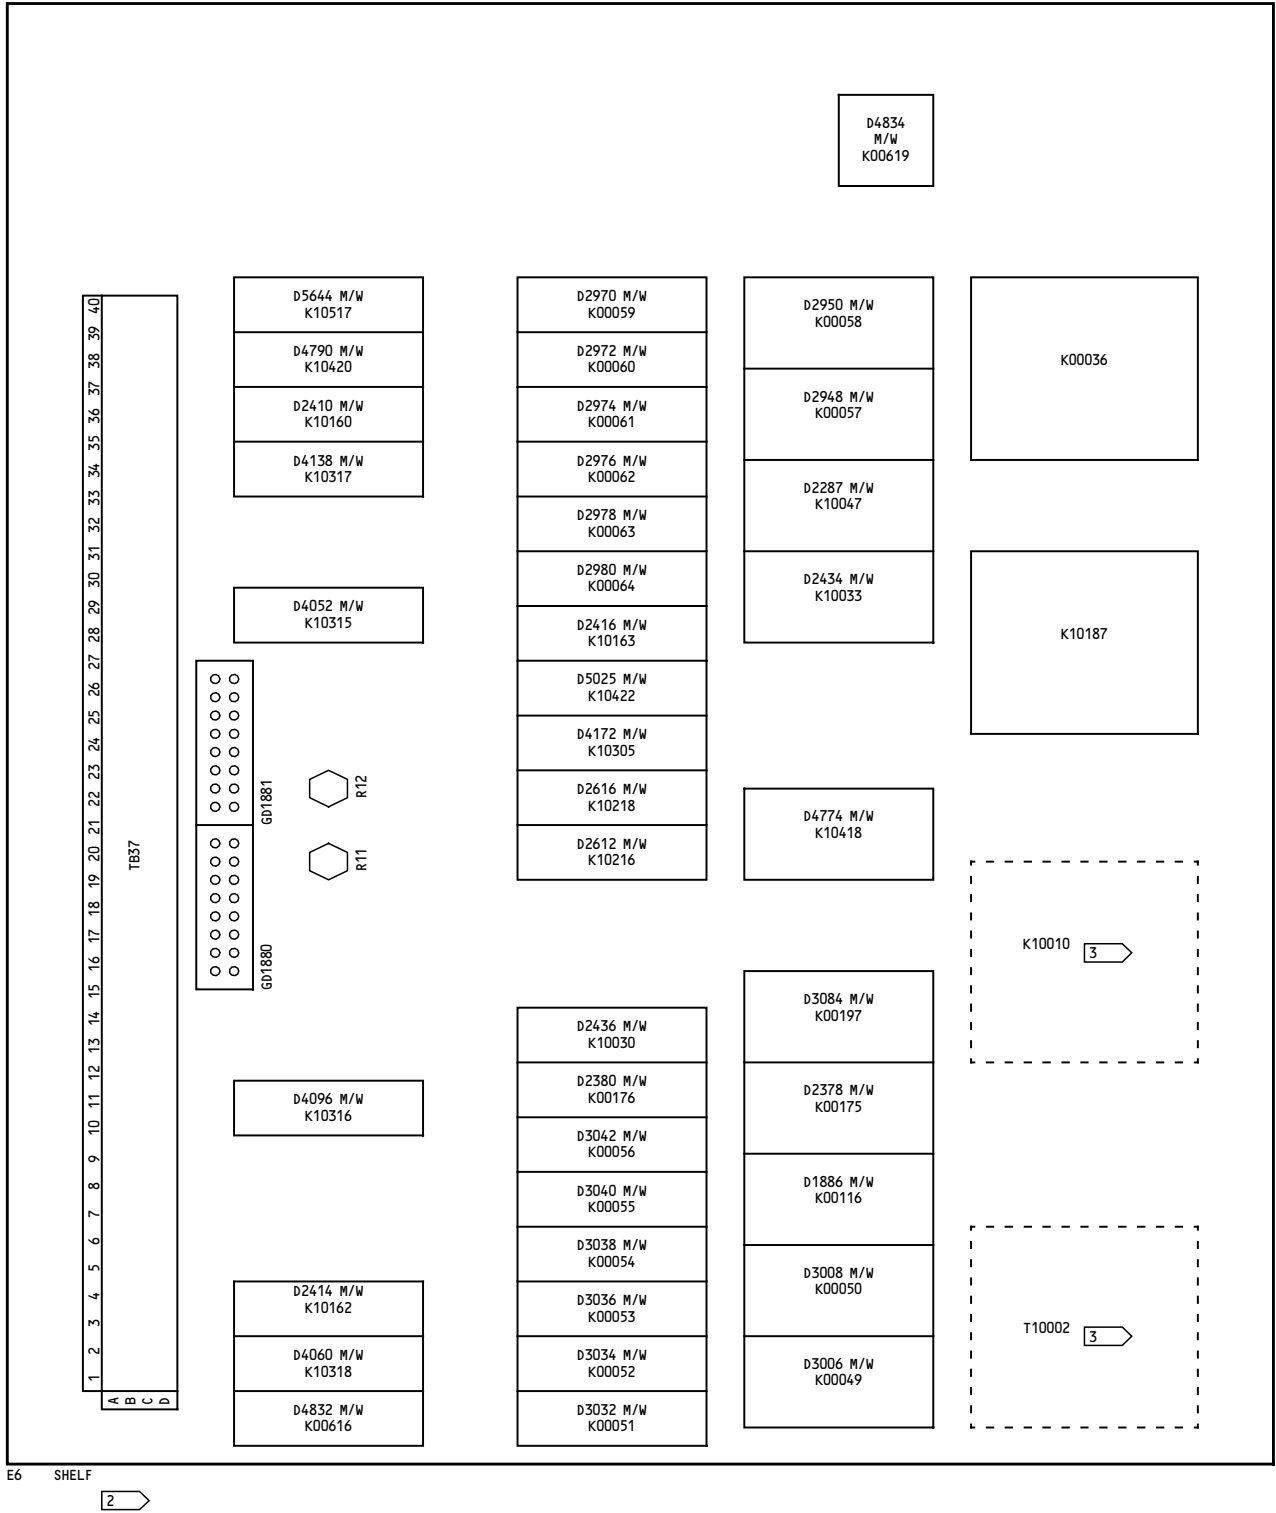 D4834
M/W
K00619
40
39
38
37
36
35
34
33
32
31
30
29
28
27
26
25
24
23
22
21
20
19
18
17
16
15
14
13
12
11
10
9
8
7
6
5
4
3
2
1
A
B
C
D
TB37
D5644 M/W
K10517
D4790 M/W
K10420
D2410 M/W
K10160
D4138 M/W
K10317
D4052 M/W
K10315
GD1881
GD1880
R12
R11
D4096 M/W
K10316
D2414 M/W
K10162
D4060 M/W
K10318
D4832 M/W
K00616
D2970 M/W
K00059
D2972 M/W
K00060
D2974 M/W
K00061
D2976 M/W
K00062
D2978 M/W
K00063
D2980 M/W
K00064
D2416 M/W
K10163
D5025 M/W
K10422
D4172 M/W
K10305
D2616 M/W
K10218
D2612 M/W
K10216
D2436 M/W
K10030
D2380 M/W
K00176
D3042 M/W
K00056
D3040 M/W
K00055
D3038 M/W
K00054
D3036 M/W
K00053
D3034 M/W
K00052
D3032 M/W
K00051
D2950 M/W
K00058
D2948 M/W
K00057
D2287 M/W
K10047
D2434 M/W
K10033
D4774 M/W
K10418
D3084 M/W
K00197
D2378 M/W
K00175
D1886 M/W
K00116
D3008 M/W
K00050
D3006 M/W
K00049
K00036
K10187
K10010 3
T10002 3
E6 SHELF
2